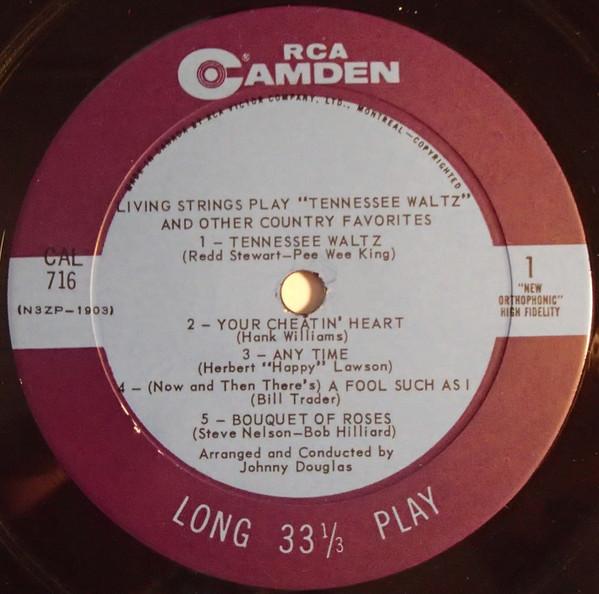 RCA
CAMDEN
®
BY RCA VICTOR COMPANY, LTD., MONTREAL—COPYRIGHTED
LIVING STRINGS PLAY "TENNESSEE WALTZ"
AND OTHER COUNTRY FAVORITES
1 – TENNESSEE WALTZ
(Redd Stewart–Pee Wee King)
CAL
716
(N3ZP–1903)
1
"NEW
ORTHOPHONIC"
HIGH FIDELITY
2 – YOUR CHEATIN' HEART
(Hank Williams)
3 – ANY TIME
(Herbert "Happy" Lawson)
4 – (Now and Then There's) A FOOL SUCH AS I
(Bill Trader)
5 – BOUQUET OF ROSES
(Steve Nelson–Bob Hilliard)
Arranged and Conducted by
Johnny Douglas
LONG 33⅓ PLAY